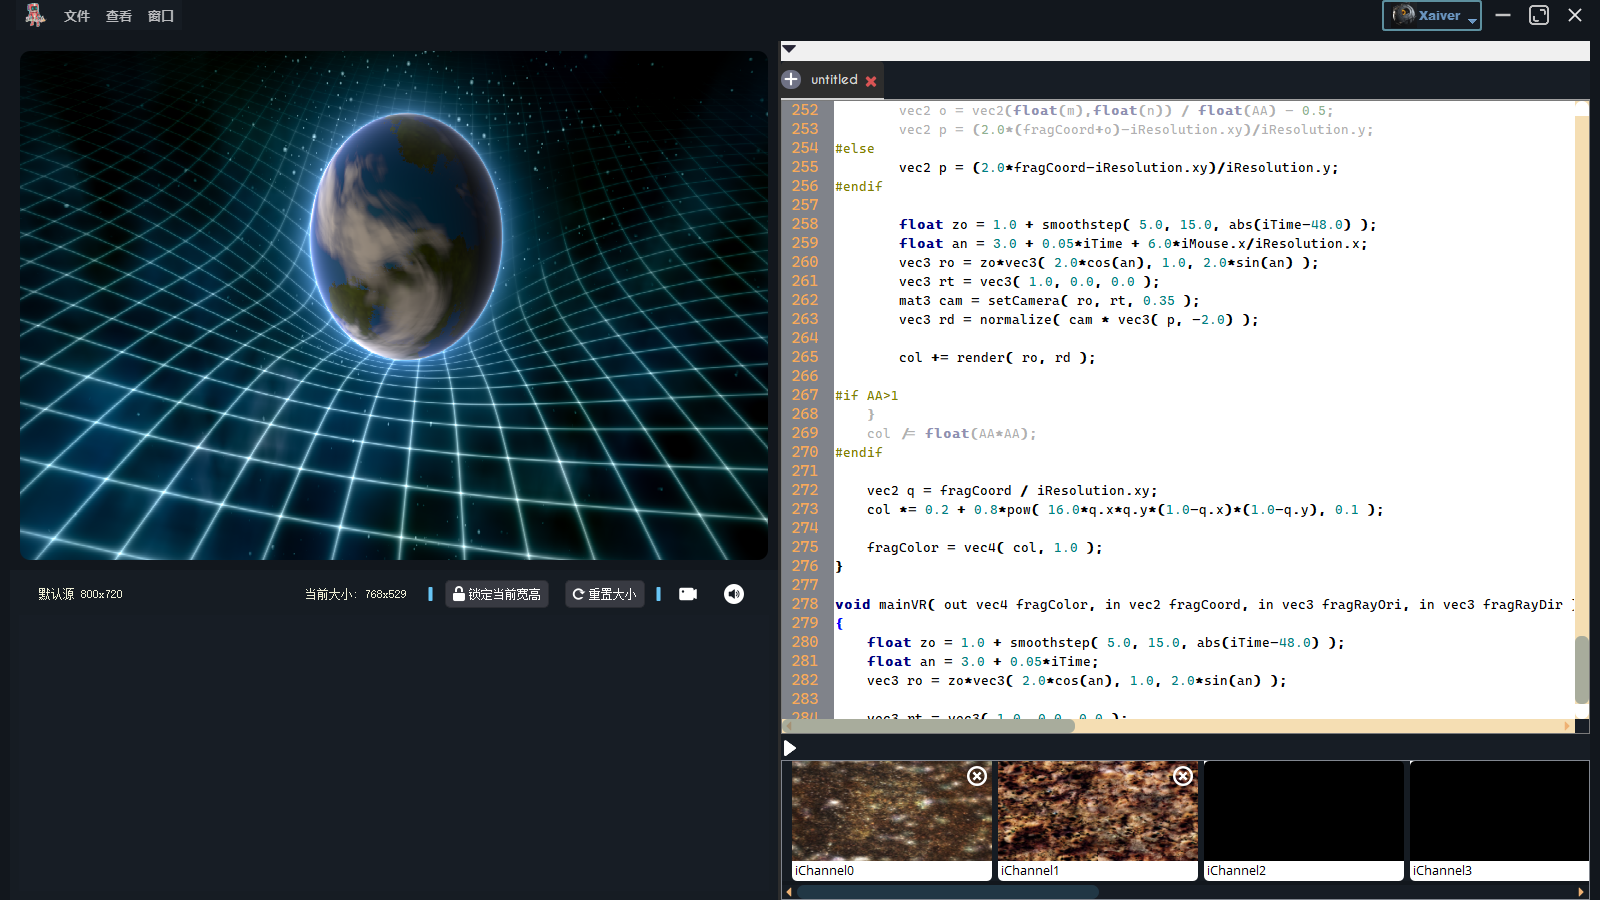 文件 查看 窗口
Xaiver
untitled
252 vec2 o = vec2(float(m),float(n)) / float(AA) - 0.5;
253 vec2 p = (2.0*(fragCoord+o)-iResolution.xy)/iResolution.y;
254 #else
255 vec2 p = (2.0*fragCoord-iResolution.xy)/iResolution.y;
256 #endif
257
258 float zo = 1.0 + smoothstep( 5.0, 15.0, abs(iTime-48.0) );
259 float an = 3.0 + 0.05*iTime + 6.0*iMouse.x/iResolution.x;
260 vec3 ro = zo*vec3( 2.0*cos(an), 1.0, 2.0*sin(an) );
261 vec3 rt = vec3( 1.0, 0.0, 0.0 );
262 mat3 cam = setCamera( ro, rt, 0.35 );
263 vec3 rd = normalize( cam * vec3( p, -2.0) );
264
265 col += render( ro, rd );
266
267 #if AA>1
268 }
269 col /= float(AA*AA);
270 #endif
271
272 vec2 q = fragCoord / iResolution.xy;
273 col *= 0.2 + 0.8*pow( 16.0*q.x*q.y*(1.0-q.x)*(1.0-q.y), 0.1 );
274
275 fragColor = vec4( col, 1.0 );
276 }
277
278 void mainVR( out vec4 fragColor, in vec2 fragCoord, in vec3 fragRayOri, in vec3 fragRayDir )
279 {
280 float zo = 1.0 + smoothstep( 5.0, 15.0, abs(iTime-48.0) );
281 float an = 3.0 + 0.05*iTime;
282 vec3 ro = zo*vec3( 2.0*cos(an), 1.0, 2.0*sin(an) );
283
284 vec3 rt = vec3( 1.0, 0.0, 0.0 );
默认源 800x720 当前大小: 768x529 锁定当前宽高 重置大小
iChannel0 iChannel1 iChannel2 iChannel3